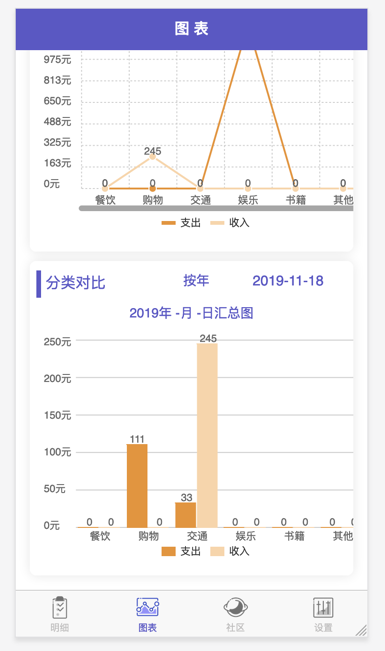 图 表
975元
813元
650元
488元
325元
163元
0元
245
0 0 0 0 0 0
餐饮 购物 交通 娱乐 书籍 其他
支出 收入
分类对比 按年 2019-11-18
2019年 -月 -日汇总图
250元
200元
150元
100元
50元
0元
245
111
33
0 0 0 0 0 0 0 0
餐饮 购物 交通 娱乐 书籍 其他
支出 收入
明细 图表 社区 设置